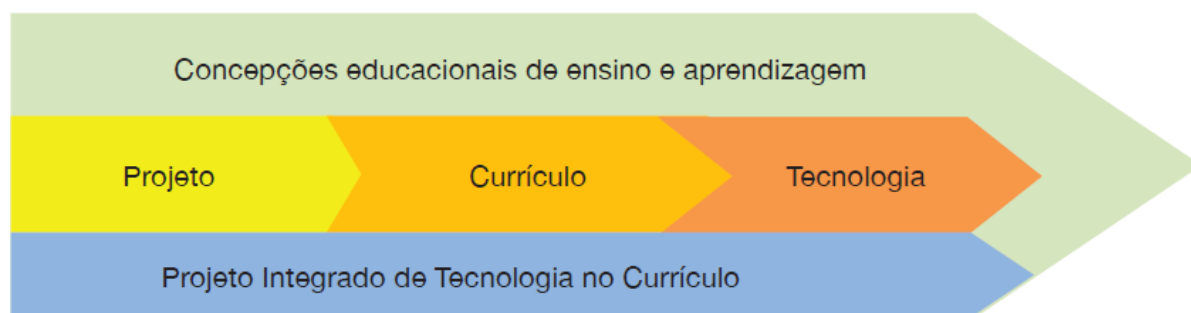 Concepções educacionais de ensino e aprendizagem
Projeto
Currículo
Tecnologia
Projeto Integrado de Tecnologia no Currículo